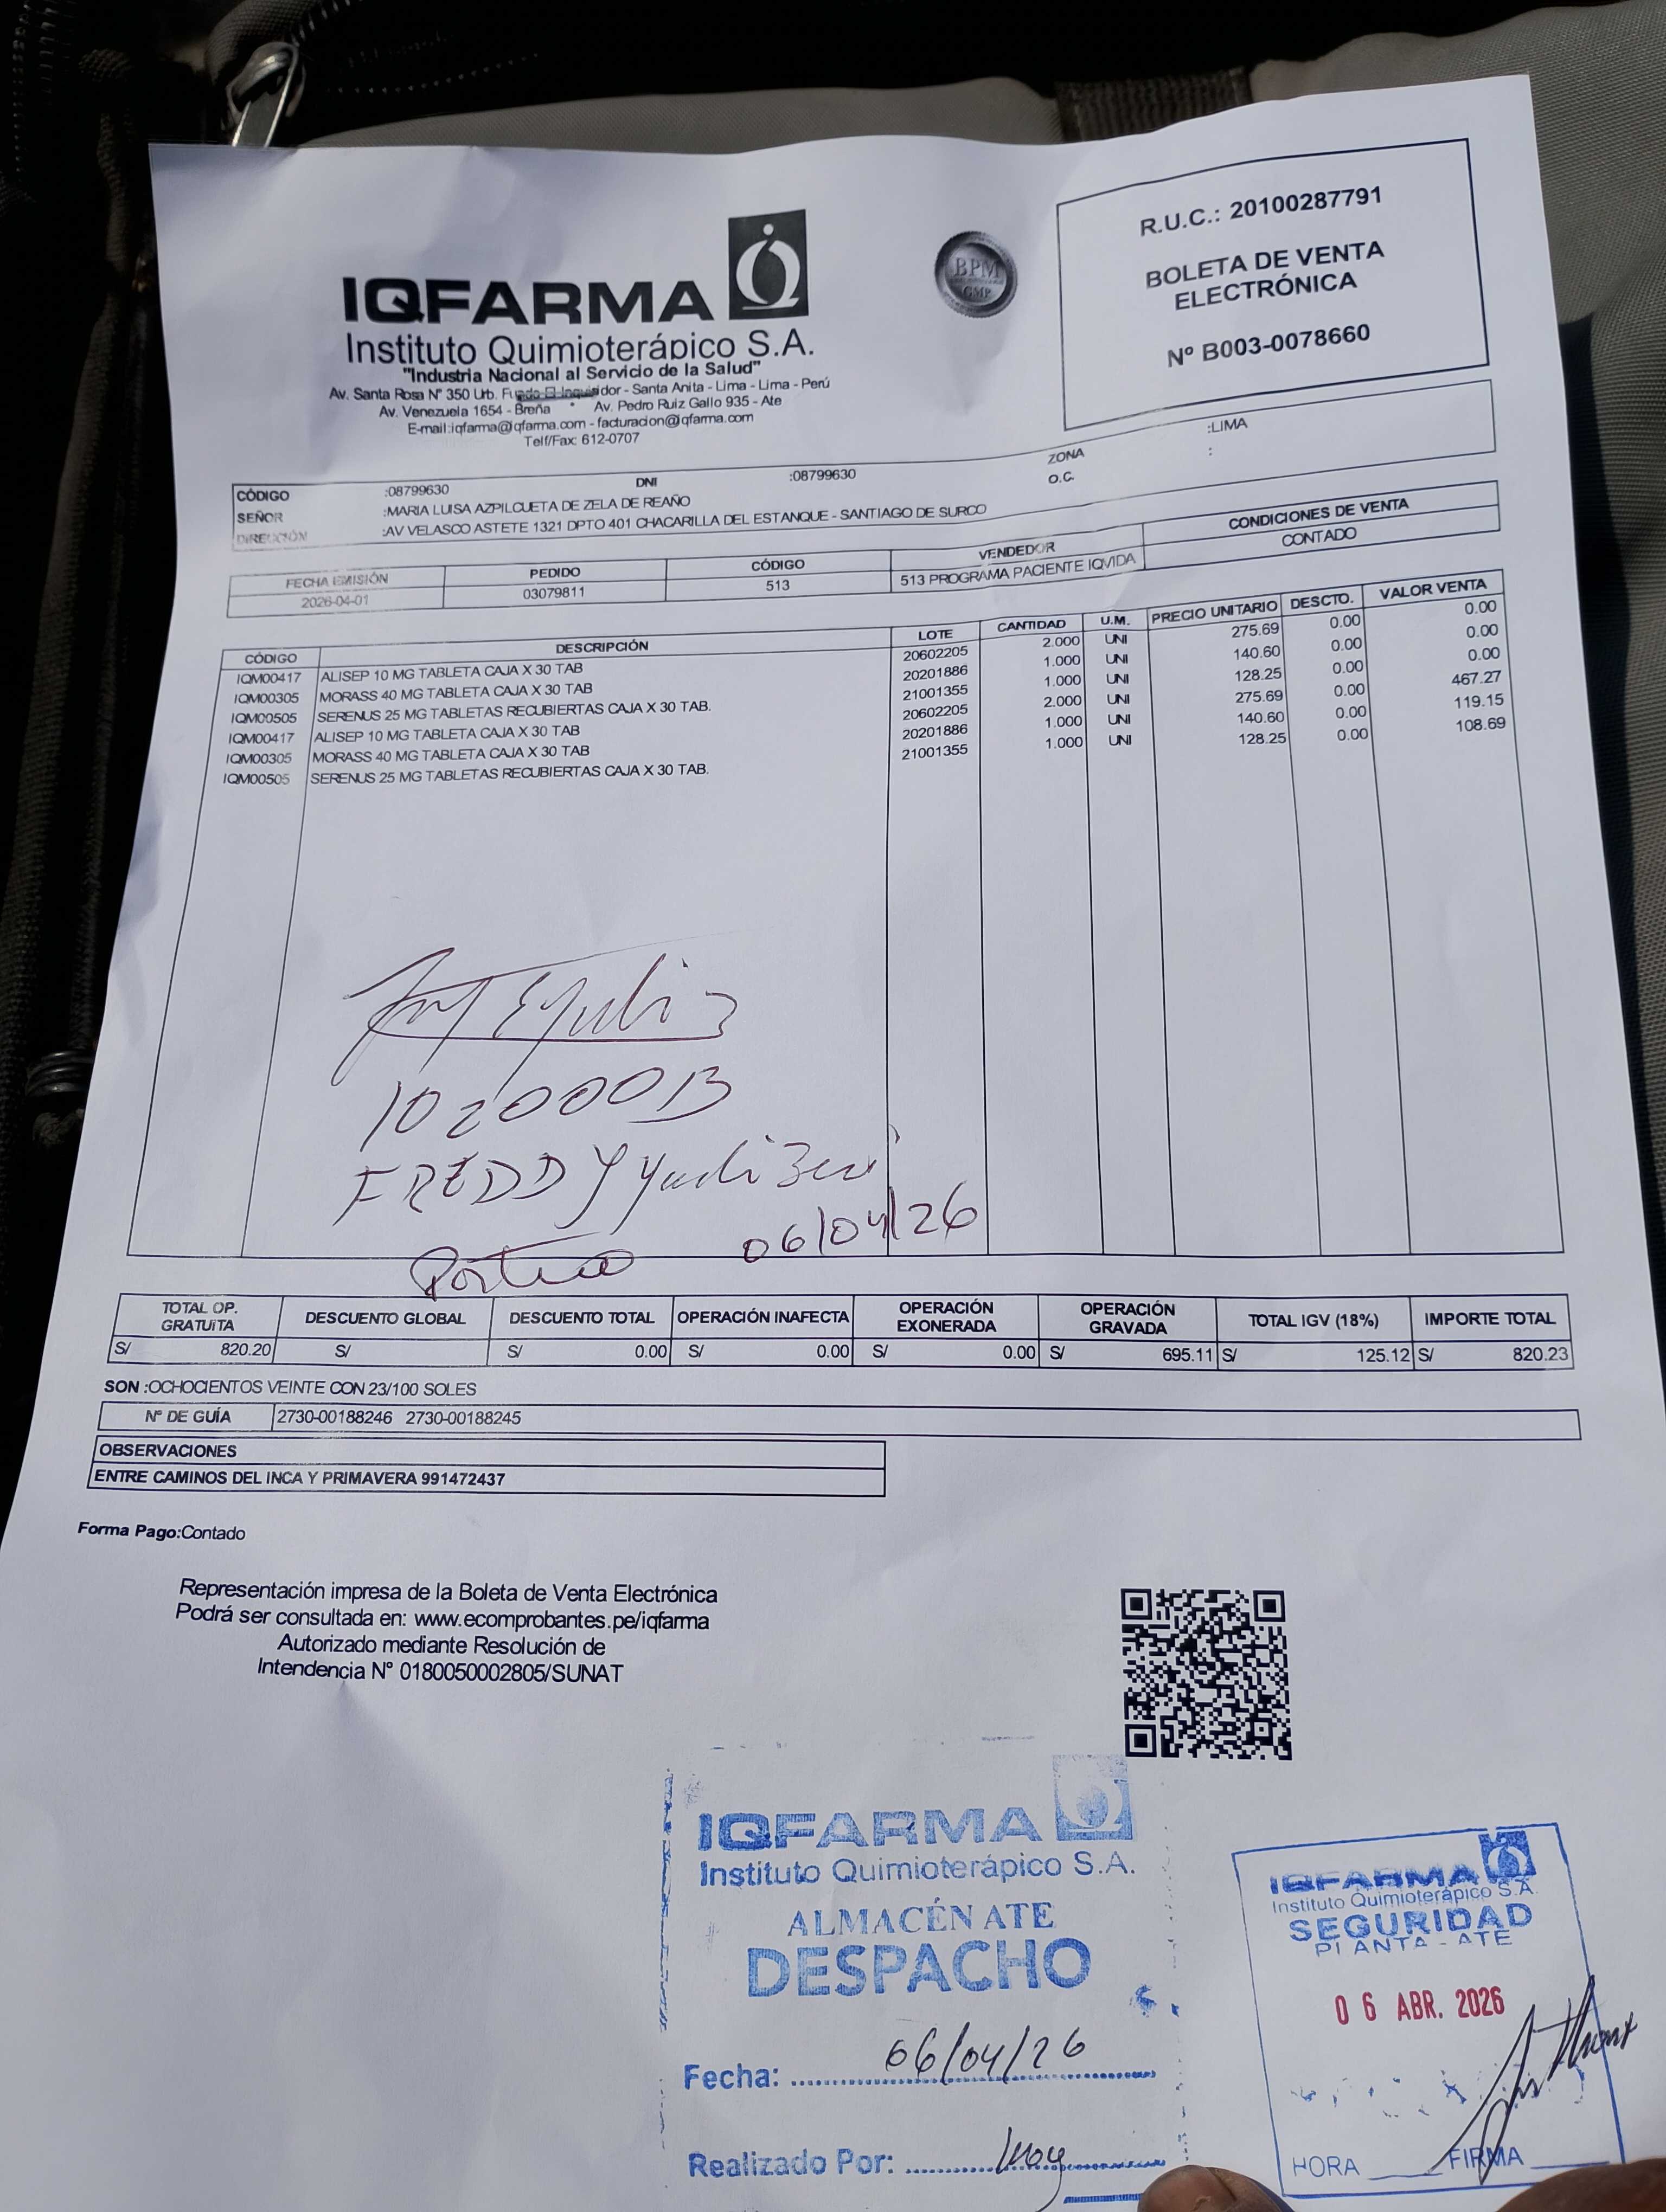 IQFARMA
Instituto Quimioterápico S.A.
"Industria Nacional al Servicio de la Salud"
Av. Santa Rosa N° 350 Urb. Fundo El Inquisidor - Santa Anita - Lima - Lima - Perú
Av. Venezuela 1654 - Breña * Av. Pedro Ruiz Gallo 935 - Ate
E-mail:iqfarma@iqfarma.com - facturacion@iqfarma.com
Telf/Fax: 612-0707
BPM
GMP
R.U.C.: 20100287791
BOLETA DE VENTA
ELECTRÓNICA
Nº B003-0078660
CÓDIGO :08799630 DNI :08799630 ZONA :LIMA
SEÑOR :MARIA LUISA AZPILCUETA DE ZELA DE REAÑO O.C. :
DIRECCIÓN :AV VELASCO ASTETE 1321 DPTO 401 CHACARILLA DEL ESTANQUE - SANTIAGO DE SURCO
FECHA EMISIÓN PEDIDO CÓDIGO VENDEDOR CONDICIONES DE VENTA
2026-04-01 03079811 513 513 PROGRAMA PACIENTE IQVIDA CONTADO
CÓDIGO DESCRIPCIÓN LOTE CANTIDAD U.M. PRECIO UNITARIO DESCTO. VALOR VENTA
IQM00417 ALISEP 10 MG TABLETA CAJA X 30 TAB 20602205 2.000 UNI 275.69 0.00 0.00
IQM00305 MORASS 40 MG TABLETA CAJA X 30 TAB 20201886 1.000 UNI 140.60 0.00 0.00
IQM00505 SERENUS 25 MG TABLETAS RECUBIERTAS CAJA X 30 TAB. 21001355 1.000 UNI 128.25 0.00 0.00
IQM00417 ALISEP 10 MG TABLETA CAJA X 30 TAB 20602205 2.000 UNI 275.69 0.00 467.27
IQM00305 MORASS 40 MG TABLETA CAJA X 30 TAB 20201886 1.000 UNI 140.60 0.00 119.15
IQM00505 SERENUS 25 MG TABLETAS RECUBIERTAS CAJA X 30 TAB. 21001355 1.000 UNI 128.25 0.00 108.69
FREDDY
06/04/26
TOTAL OP. GRATUíTA DESCUENTO GLOBAL DESCUENTO TOTAL OPERACIÓN INAFECTA OPERACIÓN EXONERADA OPERACIÓN GRAVADA TOTAL IGV (18%) IMPORTE TOTAL
S/ 820.20 S/ S/ 0.00 S/ 0.00 S/ 0.00 S/ 695.11 S/ 125.12 S/ 820.23
SON :OCHOCIENTOS VEINTE CON 23/100 SOLES
N° DE GUÍA 2730-00188246 2730-00188245
OBSERVACIONES
ENTRE CAMINOS DEL INCA Y PRIMAVERA 991472437
Forma Pago:Contado
Representación impresa de la Boleta de Venta Electrónica
Podrá ser consultada en: www.ecomprobantes.pe/iqfarma
Autorizado mediante Resolución de
Intendencia N° 0180050002805/SUNAT
IQFARMA
Instituto Quimioterápico S.A.
ALMACÉN ATE
DESPACHO
Fecha: 06/04/26
Realizado Por:
IQFARMA
Instituto Quimioterápico S.A.
SEGURIDAD
PLANTA - ATE
06 ABR. 2026
HORA FIRMA